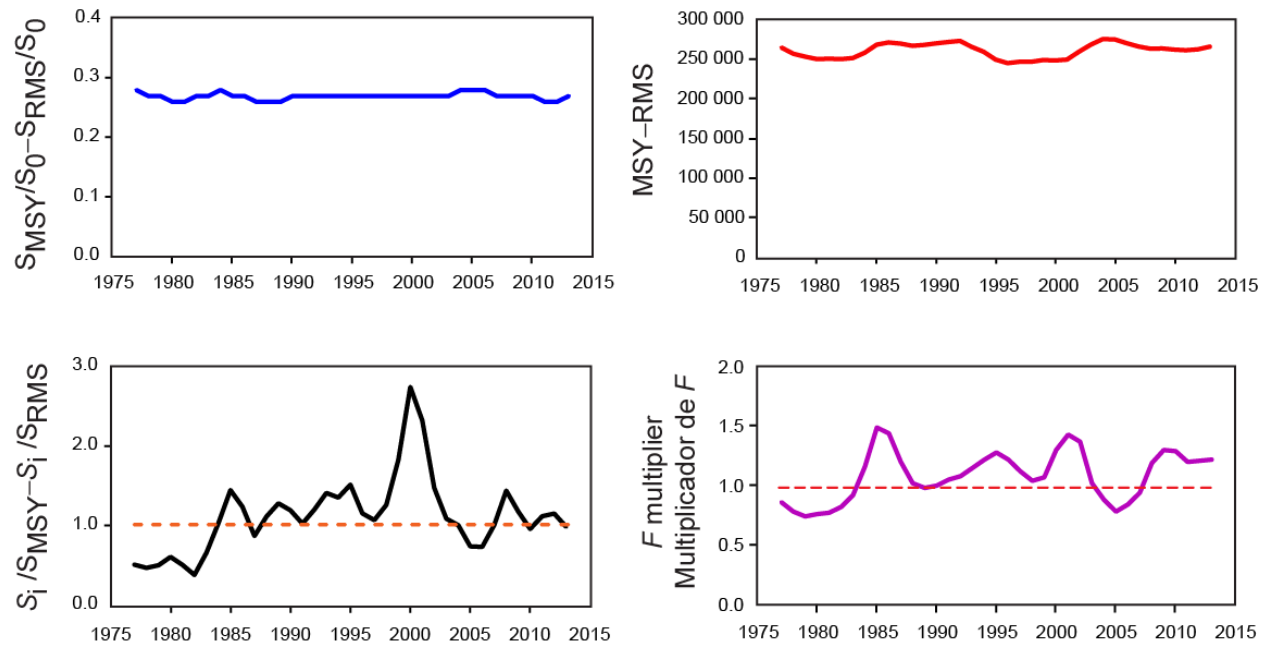 SMSY/S0–SRMS/S0
0.4
0.3
0.2
0.1
0.0
1975 1980 1985 1990 1995 2000 2005 2010 2015
MSY–RMS
300 000
250 000
200 000
150 000
100 000
50 000
0
1975 1980 1985 1990 1995 2000 2005 2010 2015
Si /SMSY–Si /SRMS
3.0
2.0
1.0
0.0
1975 1980 1985 1990 1995 2000 2005 2010 2015
F multiplier
Multiplicador de F
2.0
1.5
1.0
0.5
0.0
1975 1980 1985 1990 1995 2000 2005 2010 2015